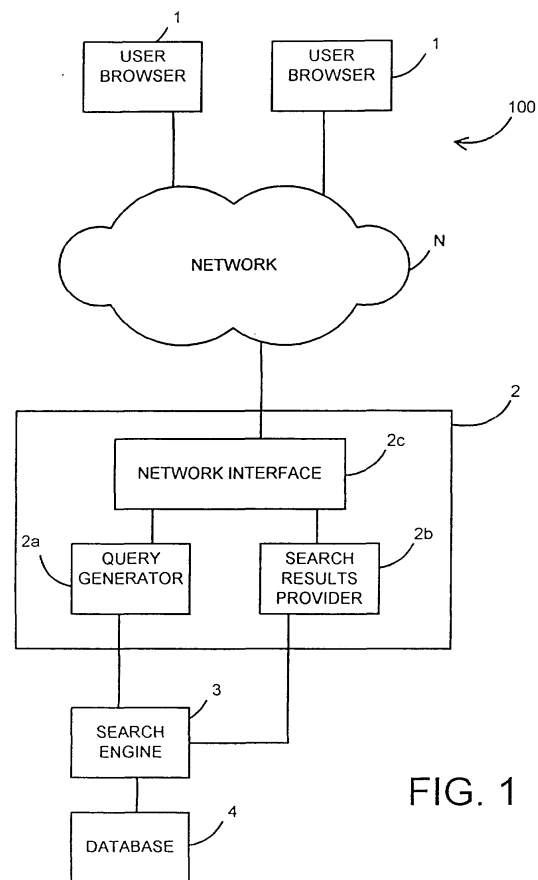 1
1
USER
BROWSER
USER
BROWSER
100
NETWORK
N
2
NETWORK INTERFACE
2c
2a
QUERY
GENERATOR
SEARCH
RESULTS
PROVIDER
2b
3
SEARCH
ENGINE
4
DATABASE
FIG. 1